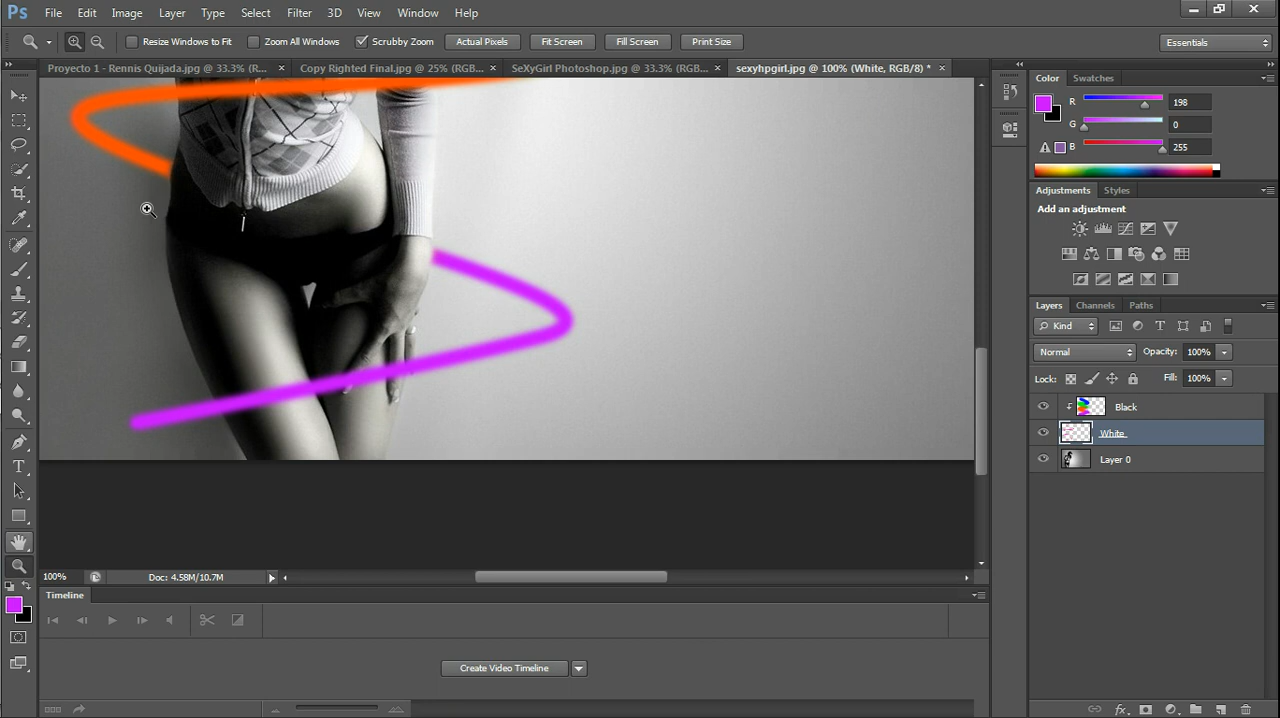 Ps File Edit Image Layer Type Select Filter 3D View Window Help
Resize Windows to Fit Zoom All Windows Scrubby Zoom Actual Pixels Fit Screen Fill Screen Print Size Essentials
Proyecto 1 - Rennis Quijada.jpg @ 33.3% (R... Copy Righted Final.jpg @ 25% (RGB... SeXyGirl Photoshop.jpg @ 33.3% (RGB... sexyhpgirl.jpg @ 100% (White, RGB/8) *
Color Swatches
R 198
G 0
B 255
Adjustments Styles
Add an adjustment
Layers Channels Paths
Kind
Normal Opacity: 100%
Lock: Fill: 100%
Black
White
Layer 0
100% Doc: 4.58M/10.7M
Timeline
Create Video Timeline